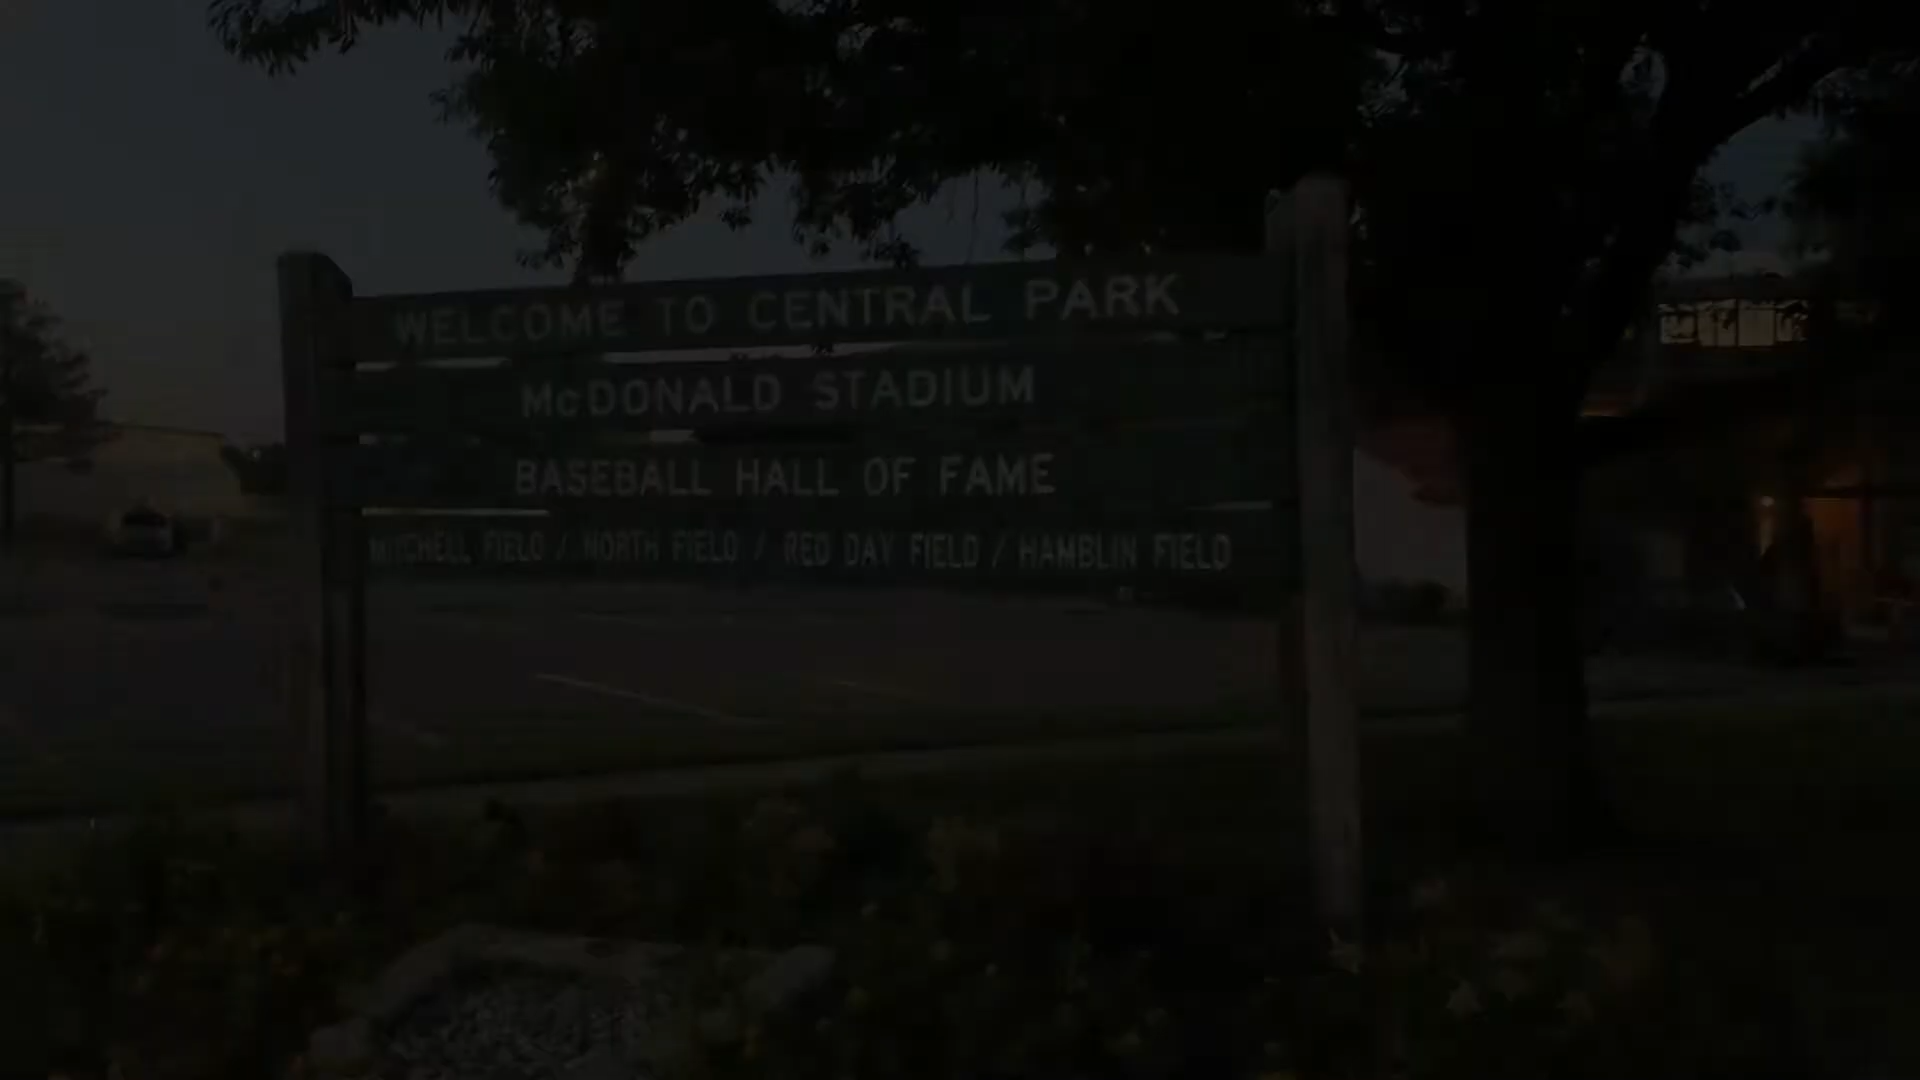 WELCOME TO CENTRAL PARK
McDONALD STADIUM
BASEBALL HALL OF FAME
MITCHELL FIELD / NORTH FIELD / RED DAY FIELD / HAMBLIN FIELD